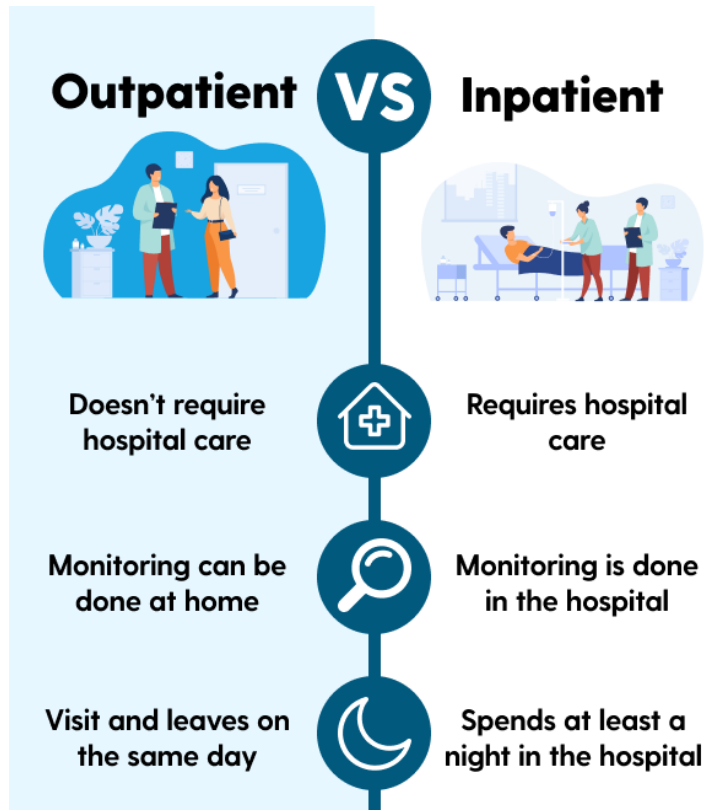 Outpatient
VS
Inpatient
Doesn't require
hospital care
Requires hospital
care
Monitoring can be
done at home
Monitoring is done
in the hospital
Visit and leaves on
the same day
Spends at least a
night in the hospital